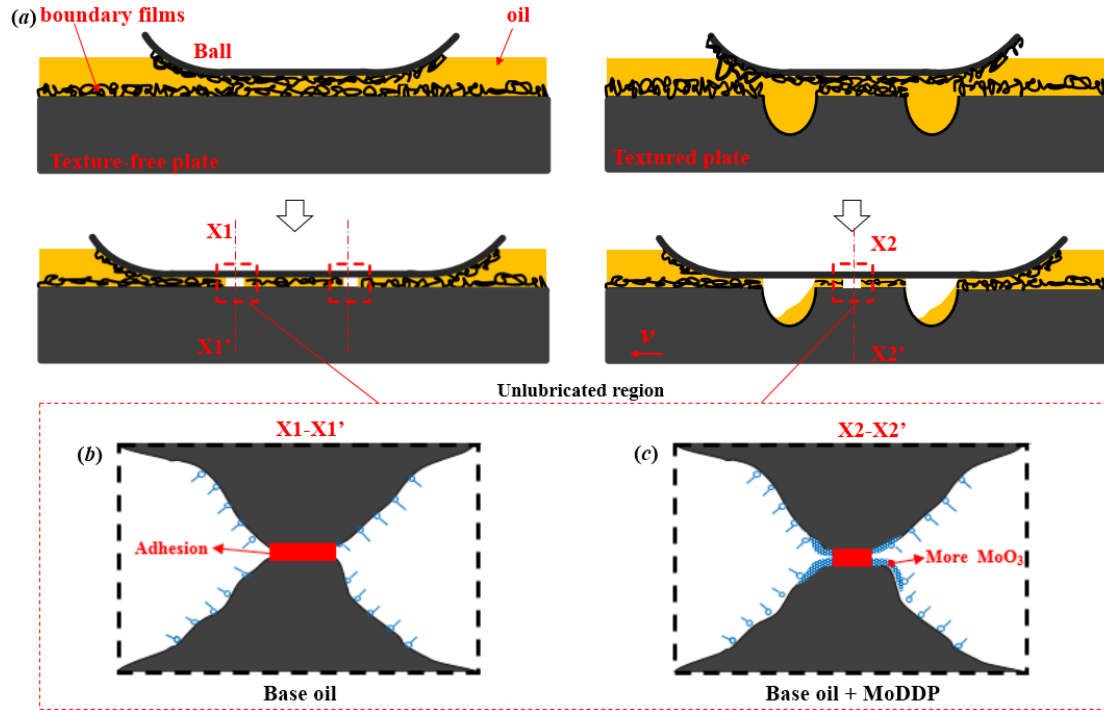 (a)
boundary films
oil
Ball
Texture-free plate
Textured plate
X1
X2
X1’
v
X2’
Unlubricated region
X1-X1’
X2-X2’
(b)
(c)
Adhesion
More MoO₃
Base oil
Base oil + MoDDP